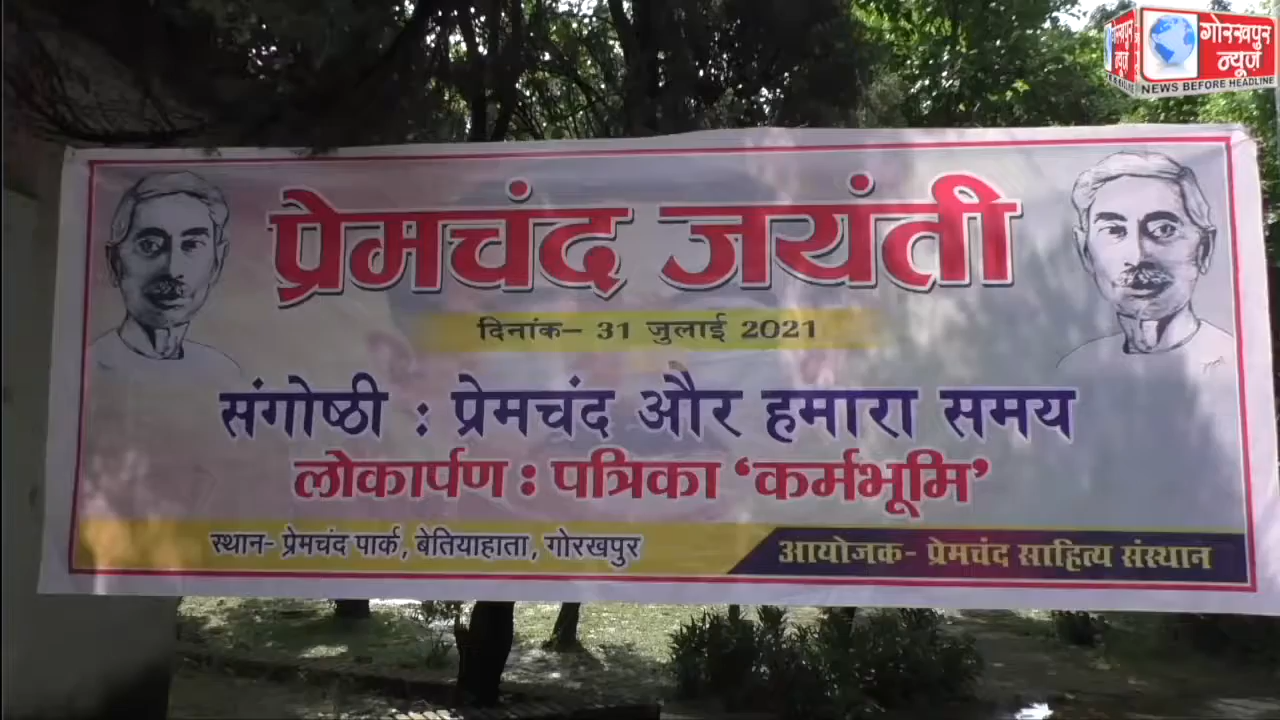 गोरखपुर
न्यूज़
NEWS BEFORE HEADLINE
प्रेमचंद जयंती
दिनांक– 31 जुलाई 2021
संगोष्ठी : प्रेमचंद और हमारा समय
लोकार्पण : पत्रिका ‘कर्मभूमि’
स्थान- प्रेमचंद पार्क, बेतियाहाता, गोरखपुर
आयोजक- प्रेमचंद साहित्य संस्थान